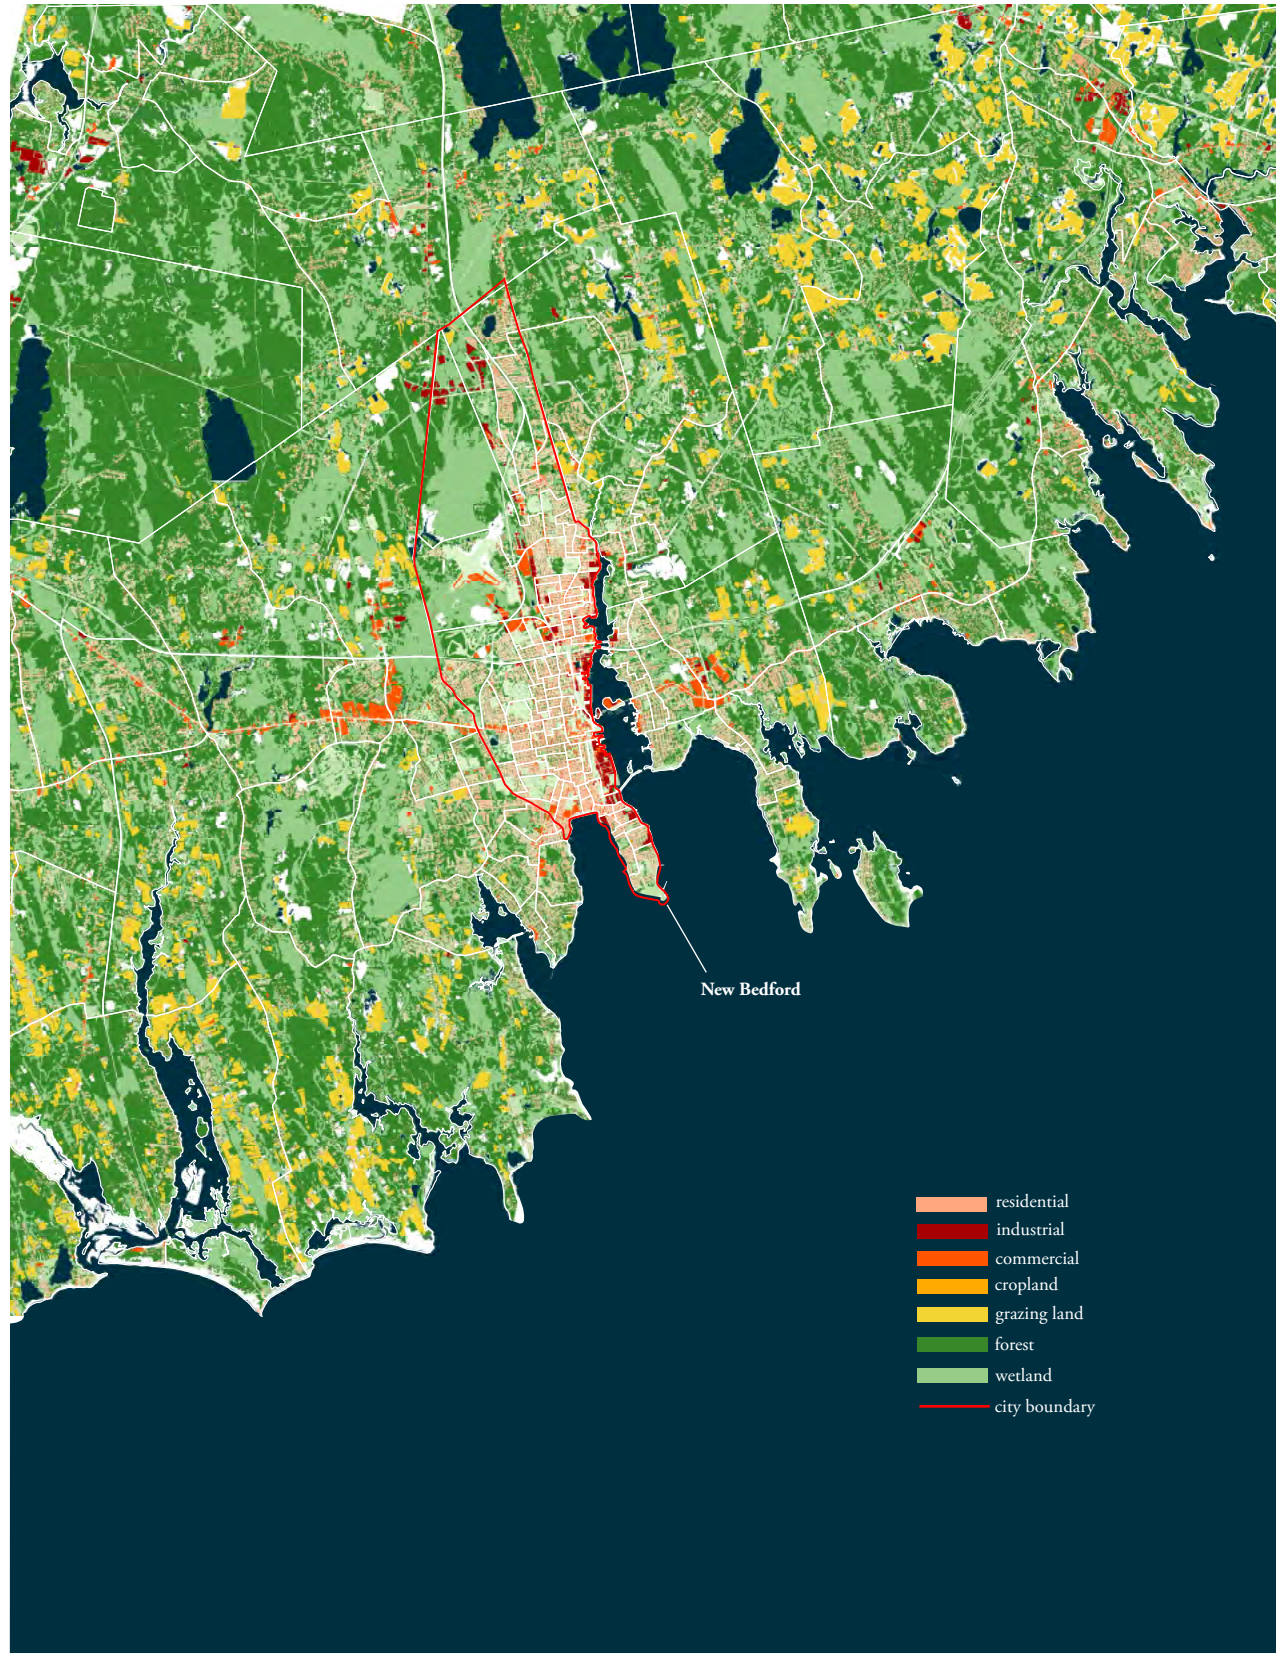 New Bedford
residential
industrial
commercial
cropland
grazing land
forest
wetland
city boundary